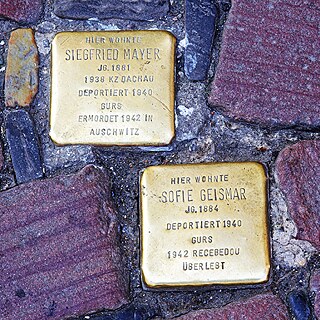 HIER WOHNTE
SIEGFRIED MAYER
JG. 1881
1938 KZ DACHAU
DEPORTIERT 1940
GURS
ERMORDET 1942 IN
AUSCHWITZ
HIER WOHNTE
SOFIE GEISMAR
JG. 1884
DEPORTIERT 1940
GURS
1942 RECEBEDOU
ÜBERLEBT